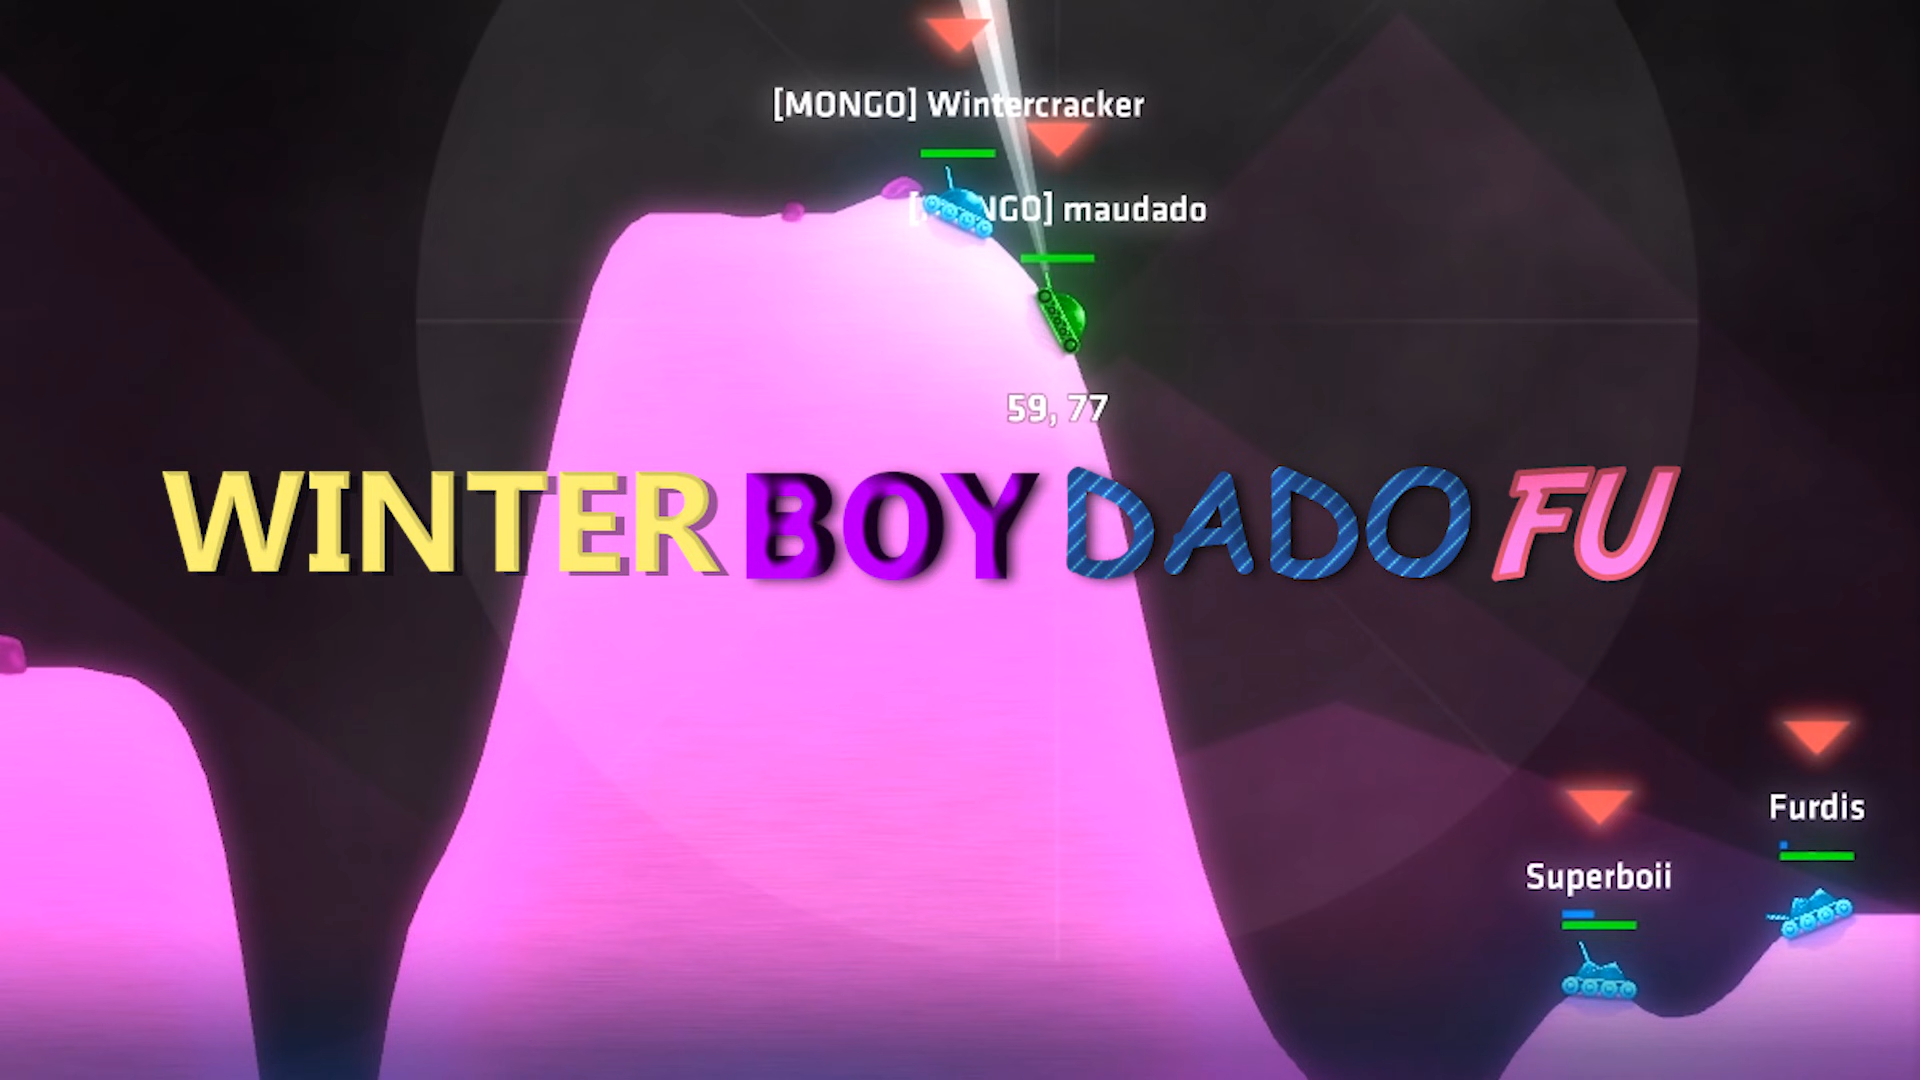 [MONGO] Wintercracker
NGO] maudado
59, 77
WINTER BOY DADO FU
Furdis
Superboii